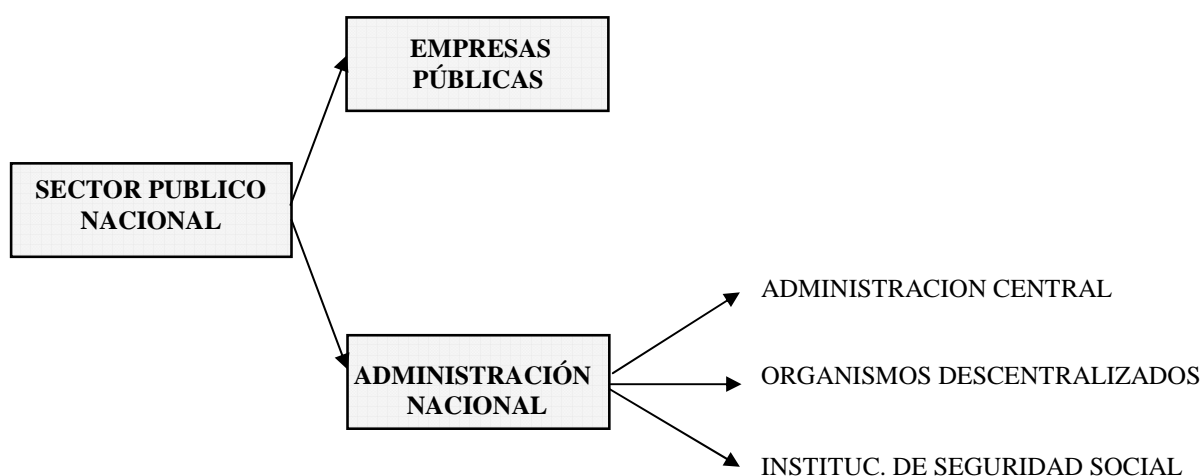 EMPRESAS
PÚBLICAS
SECTOR PUBLICO
NACIONAL
ADMINISTRACION CENTRAL
ADMINISTRACIÓN
NACIONAL
ORGANISMOS DESCENTRALIZADOS
INSTITUC. DE SEGURIDAD SOCIAL